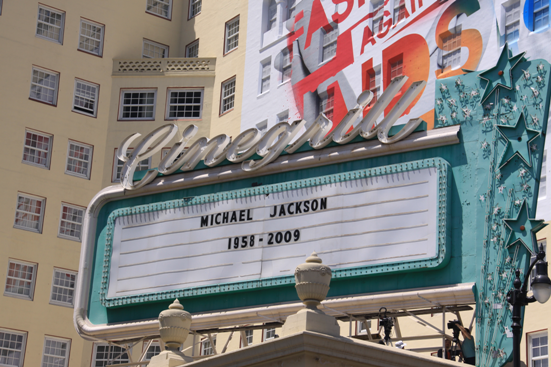 FASHION
AGAINST
AIDS
Cinegrill
MICHAEL JACKSON
1958-2009